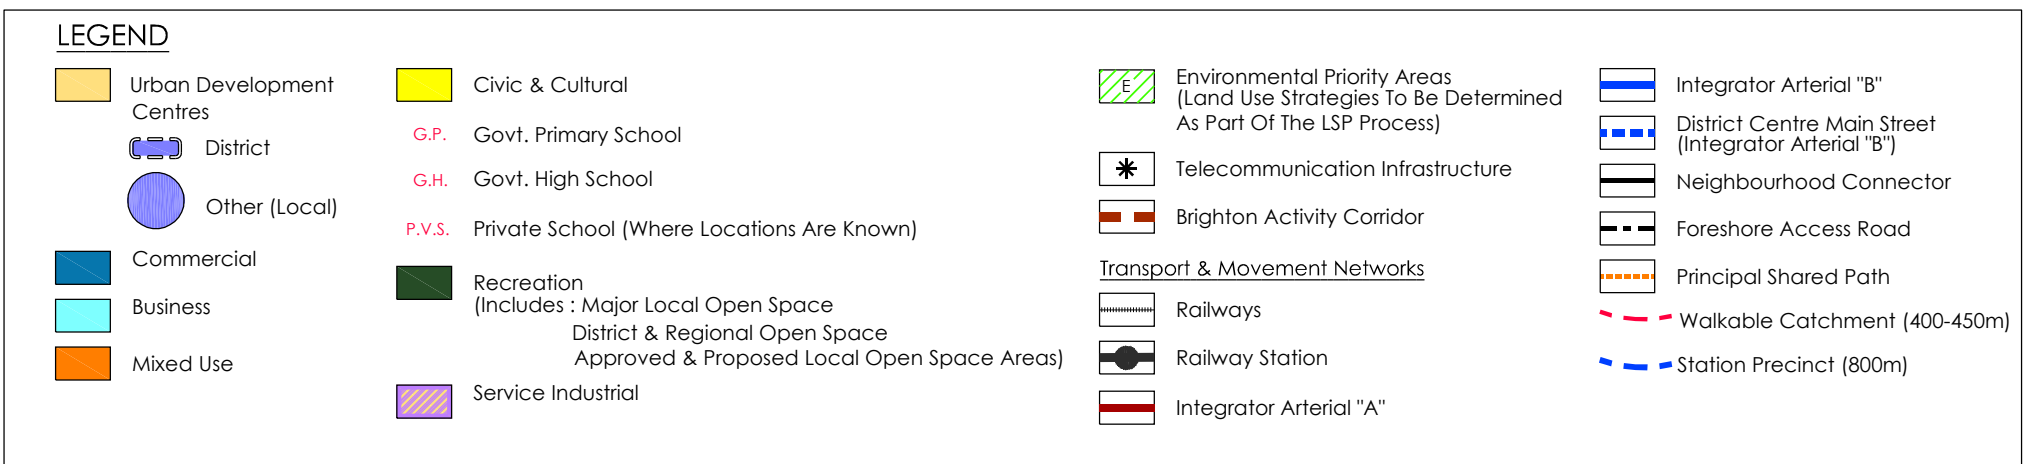 LEGEND
Urban Development
Centres
District
Other (Local)
Commercial
Business
Mixed Use
Civic & Cultural
G.P. Govt. Primary School
G.H. Govt. High School
P.V.S. Private School (Where Locations Are Known)
Recreation
(Includes : Major Local Open Space
District & Regional Open Space
Approved & Proposed Local Open Space Areas)
Service Industrial
E Environmental Priority Areas
(Land Use Strategies To Be Determined
As Part Of The LSP Process)
Telecommunication Infrastructure
Brighton Activity Corridor
Transport & Movement Networks
Railways
Railway Station
Integrator Arterial "A"
Integrator Arterial "B"
District Centre Main Street
(Integrator Arterial "B")
Neighbourhood Connector
Foreshore Access Road
Principal Shared Path
Walkable Catchment (400-450m)
Station Precinct (800m)